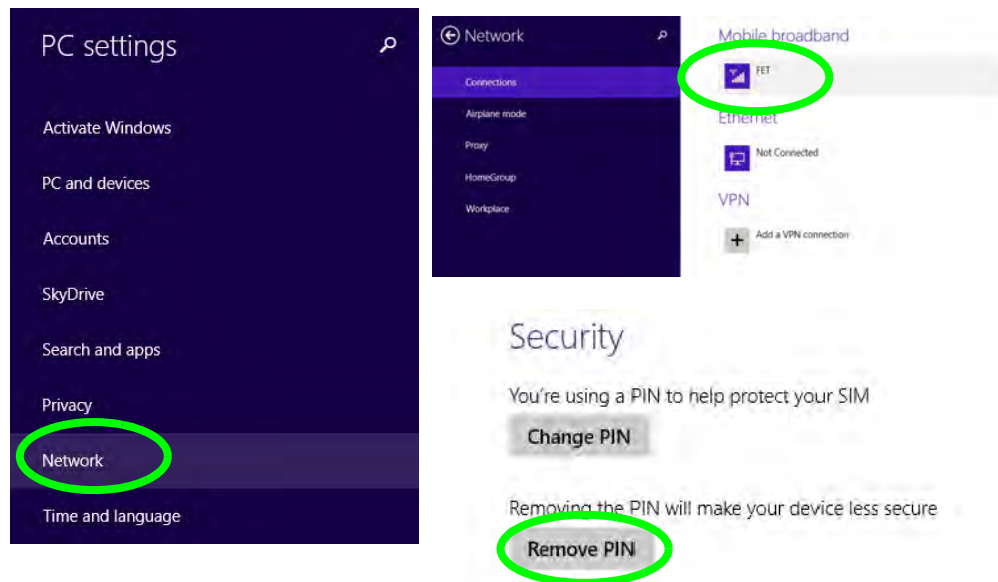 PC settings
Activate Windows
PC and devices
Accounts
SkyDrive
Search and apps
Privacy
Network
Time and language
Network
Connections
Airplane mode
Proxy
HomeGroup
Workplace
Mobile broadband
FET
Ethernet
Not Connected
VPN
Add a VPN connection
Security
You're using a PIN to help protect your SIM
Change PIN
Removing the PIN will make your device less secure
Remove PIN